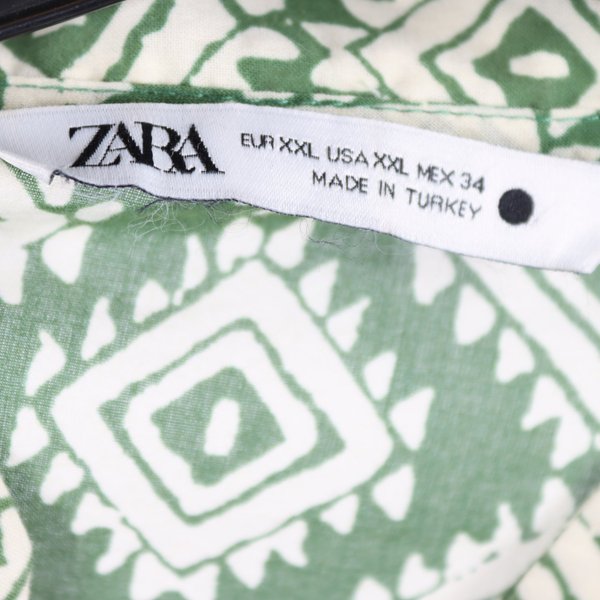 ZARA
EUR XXL USA XXL MEX 34
MADE IN TURKEY